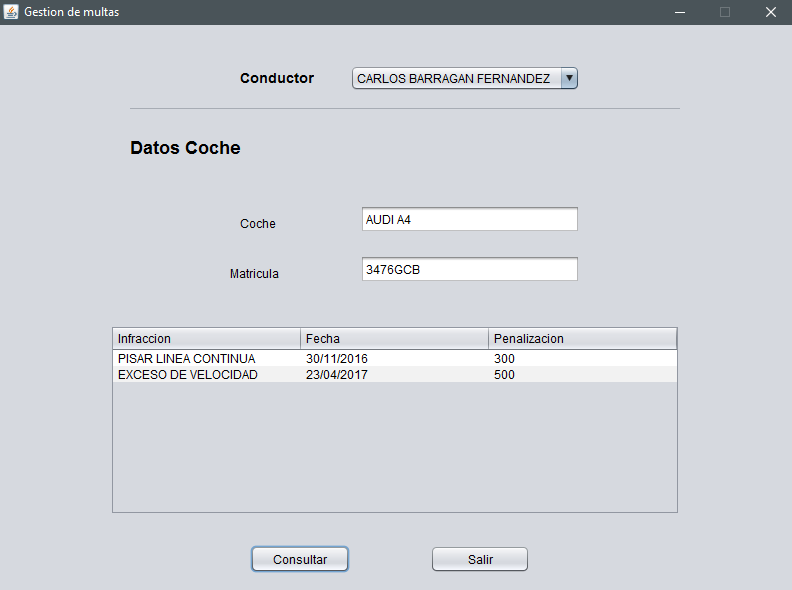 Gestion de multas
Conductor CARLOS BARRAGAN FERNANDEZ
Datos Coche
Coche AUDI A4
Matricula 3476GCB
Infraccion Fecha Penalizacion
PISAR LINEA CONTINUA 30/11/2016 300
EXCESO DE VELOCIDAD 23/04/2017 500
Consultar Salir